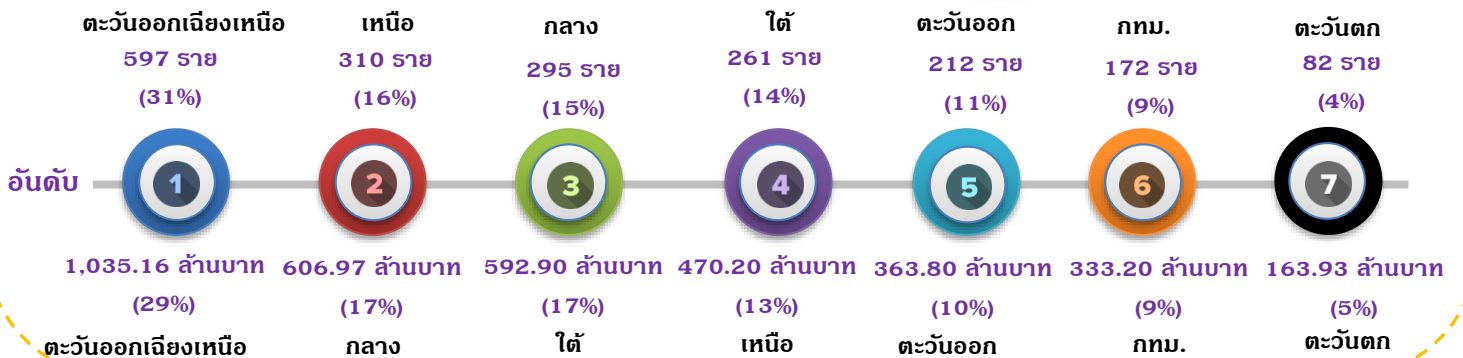 ตะวันออกเฉียงเหนือ เหนือ กลาง ใต้ ตะวันออก กทม. ตะวันตก
597 ราย 310 ราย 295 ราย 261 ราย 212 ราย 172 ราย 82 ราย
(31%) (16%) (15%) (14%) (11%) (9%) (4%)
อันดับ 1 2 3 4 5 6 7
1,035.16 ล้านบาท 606.97 ล้านบาท 592.90 ล้านบาท 470.20 ล้านบาท 363.80 ล้านบาท 333.20 ล้านบาท 163.93 ล้านบาท
(29%) (17%) (17%) (13%) (10%) (9%) (5%)
ตะวันออกเฉียงเหนือ กลาง ใต้ เหนือ ตะวันออก กทม. ตะวันตก